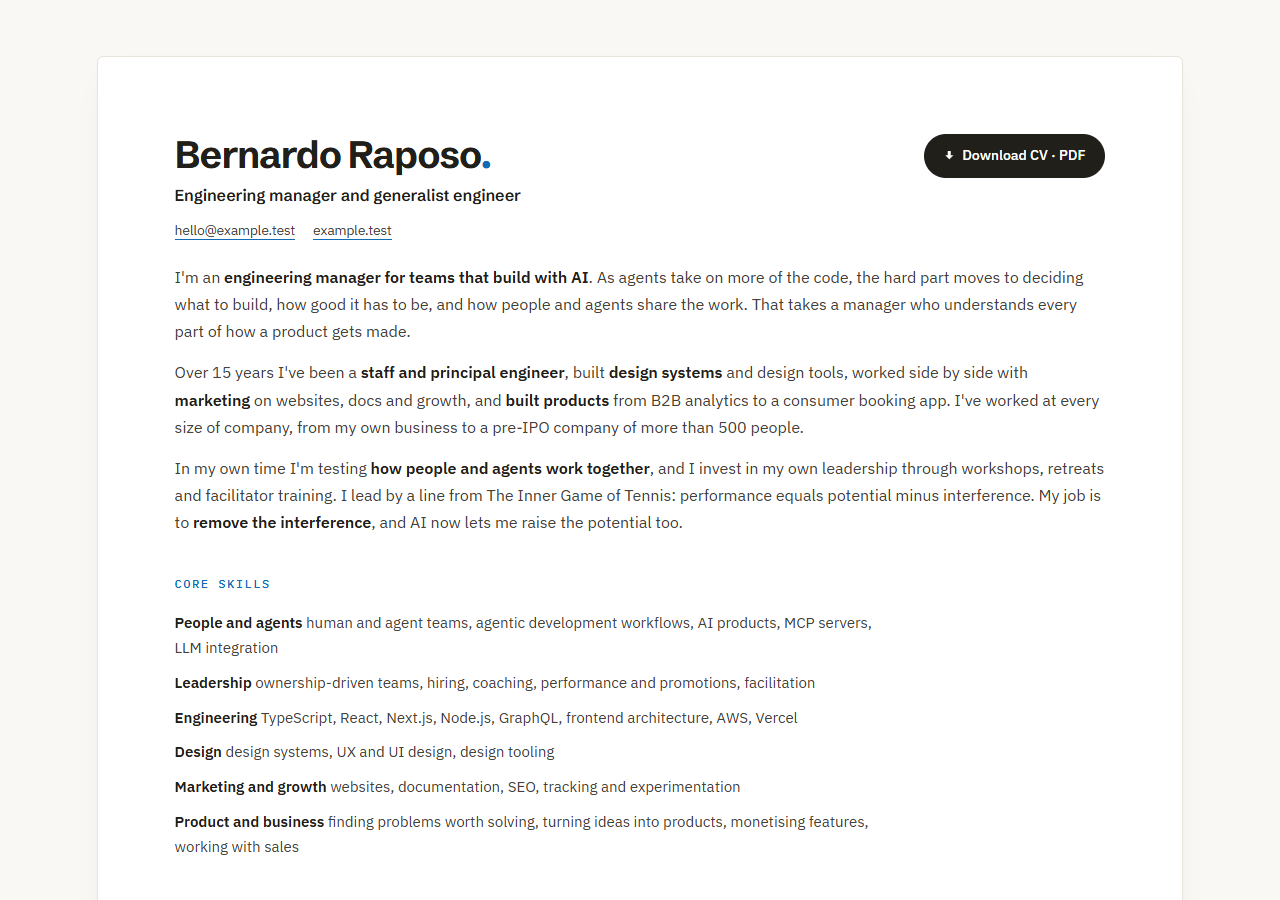 Bernardo Raposo.
Download CV · PDF
Engineering manager and generalist engineer
hello@example.test example.test
I'm an engineering manager for teams that build with AI. As agents take on more of the code, the hard part moves to deciding
what to build, how good it has to be, and how people and agents share the work. That takes a manager who understands every
part of how a product gets made.
Over 15 years I've been a staff and principal engineer, built design systems and design tools, worked side by side with
marketing on websites, docs and growth, and built products from B2B analytics to a consumer booking app. I've worked at every
size of company, from my own business to a pre-IPO company of more than 500 people.
In my own time I'm testing how people and agents work together, and I invest in my own leadership through workshops, retreats
and facilitator training. I lead by a line from The Inner Game of Tennis: performance equals potential minus interference. My job is
to remove the interference, and AI now lets me raise the potential too.
CORE SKILLS
People and agents human and agent teams, agentic development workflows, AI products, MCP servers,
LLM integration
Leadership ownership-driven teams, hiring, coaching, performance and promotions, facilitation
Engineering TypeScript, React, Next.js, Node.js, GraphQL, frontend architecture, AWS, Vercel
Design design systems, UX and UI design, design tooling
Marketing and growth websites, documentation, SEO, tracking and experimentation
Product and business finding problems worth solving, turning ideas into products, monetising features,
working with sales